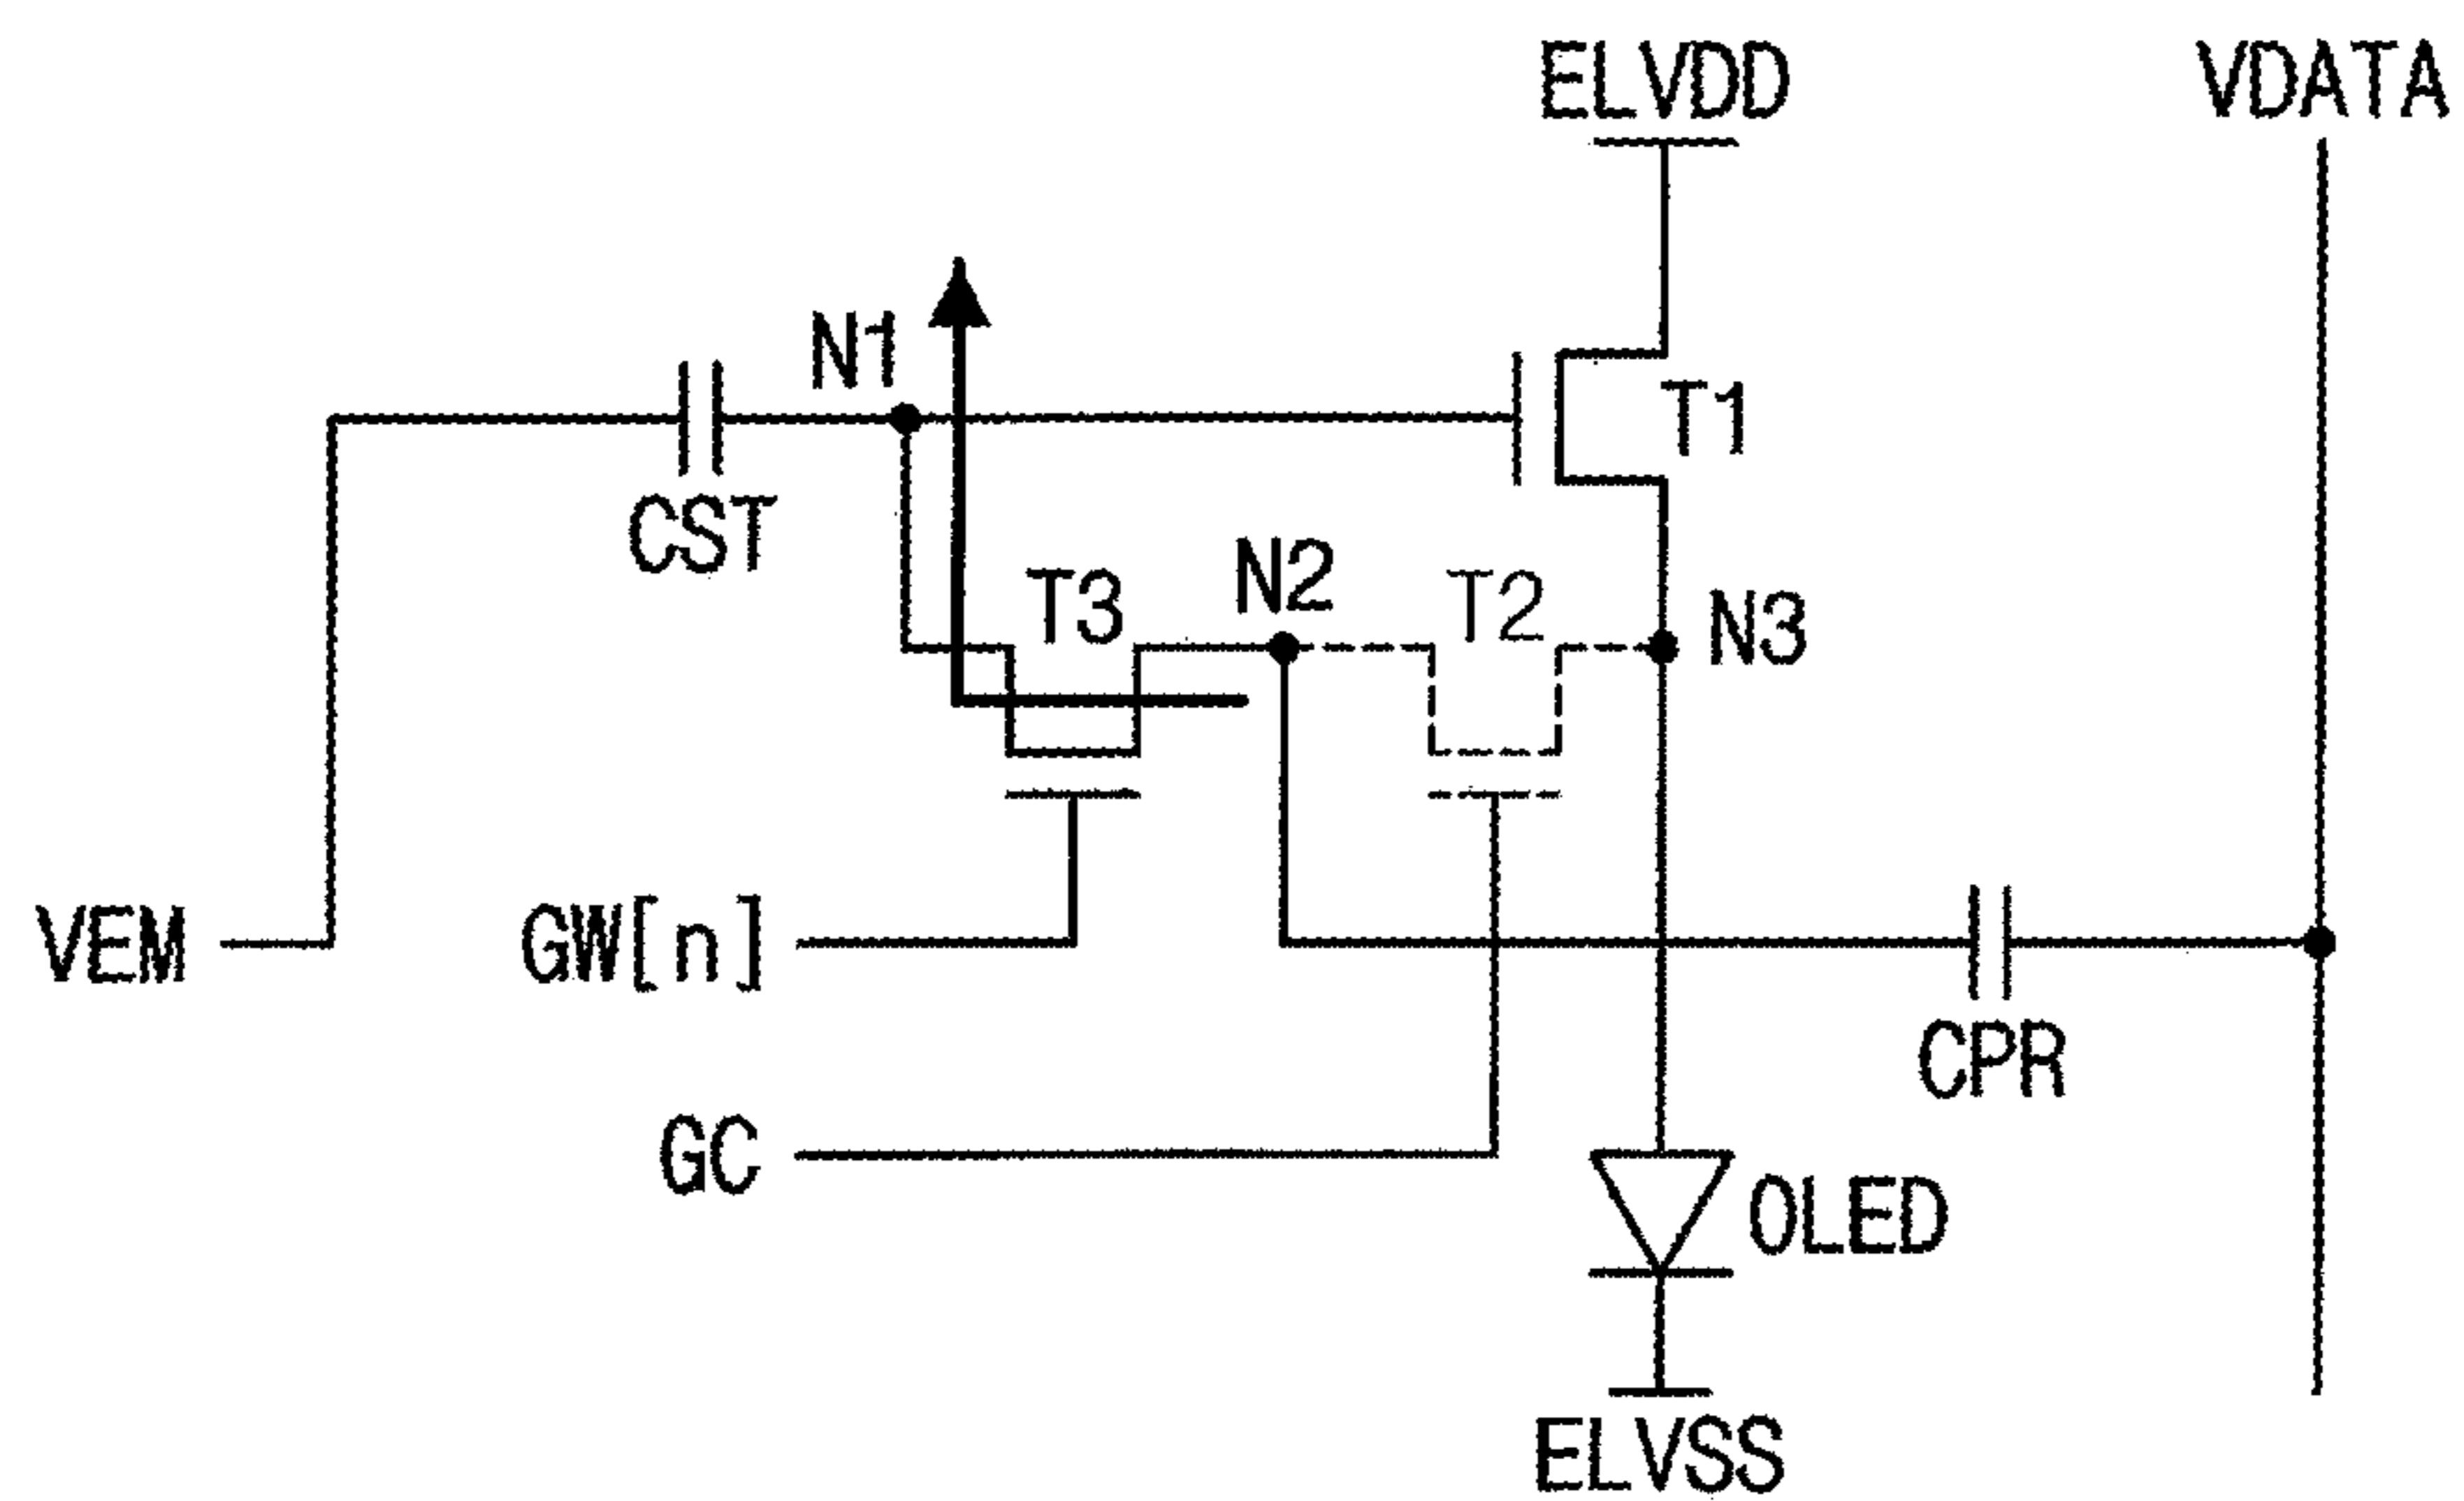 ELVDD
VDATA
N1
T1
CST
T3
N2
T2
N3
VEM
GW[n]
CPR
GC
OLED
ELVSS